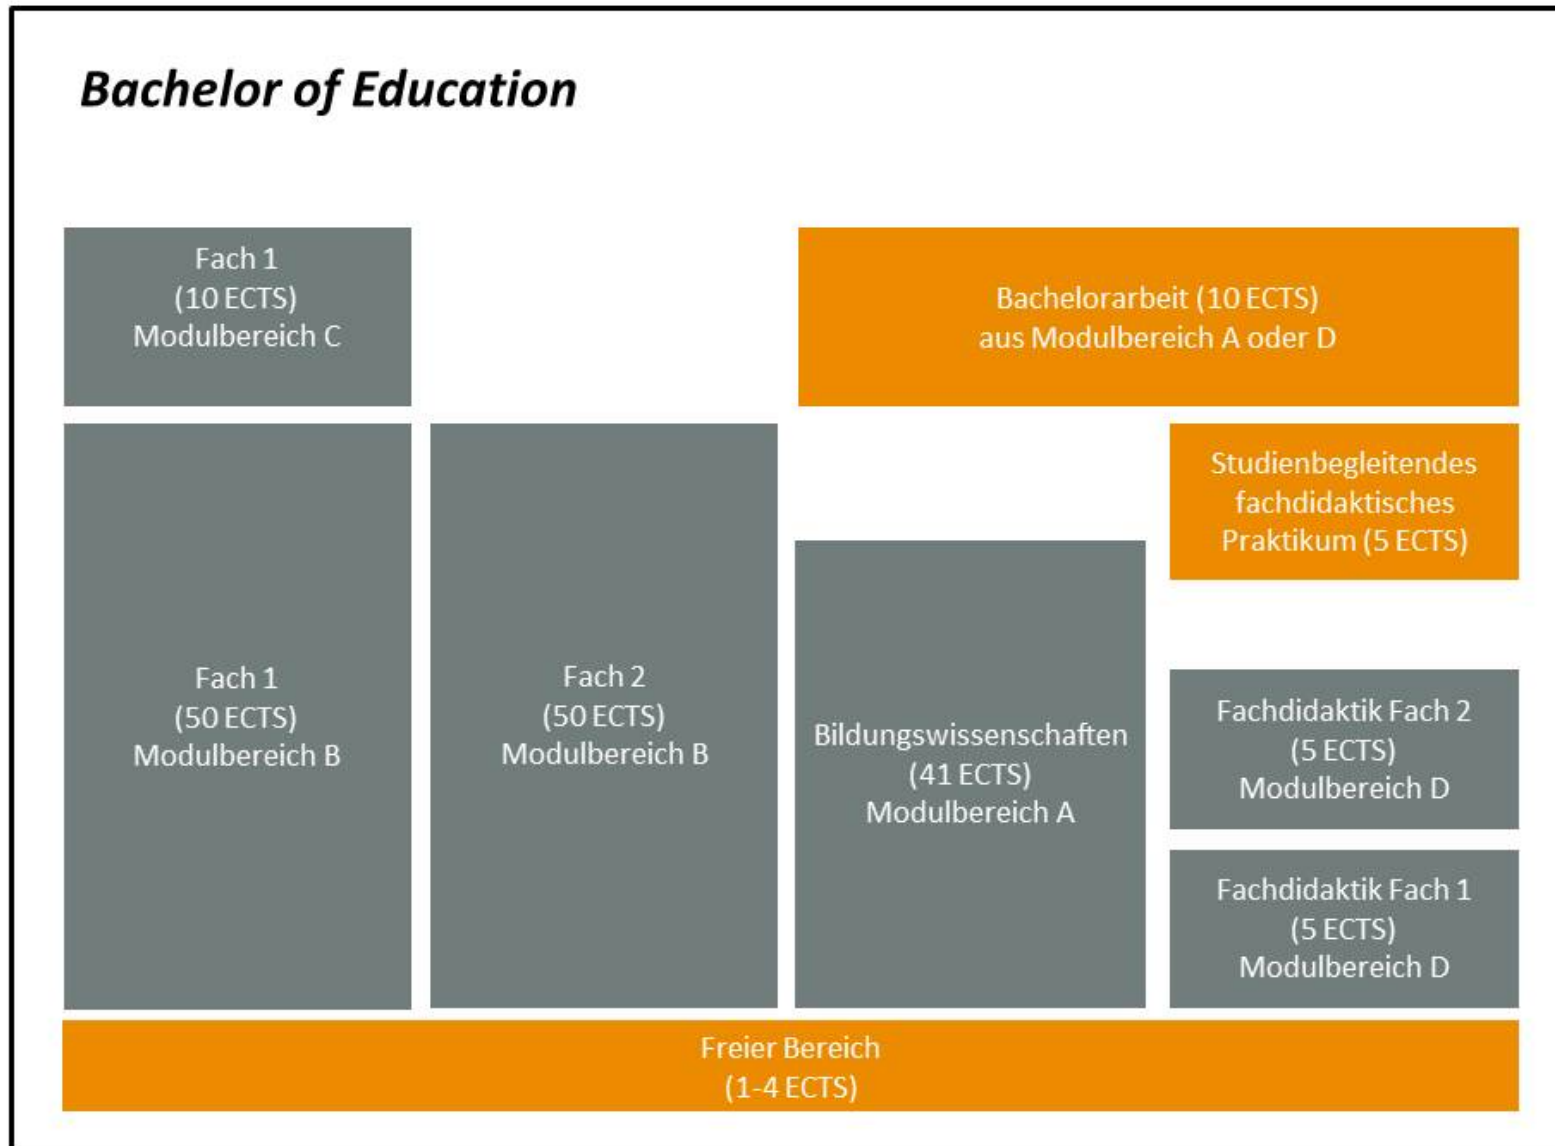 Bachelor of Education
Fach 1
(10 ECTS)
Modulbereich C
Bachelorarbeit (10 ECTS)
aus Modulbereich A oder D
Studienbegleitendes
fachdidaktisches
Praktikum (5 ECTS)
Fach 1
(50 ECTS)
Modulbereich B
Fach 2
(50 ECTS)
Modulbereich B
Bildungswissenschaften
(41 ECTS)
Modulbereich A
Fachdidaktik Fach 2
(5 ECTS)
Modulbereich D
Fachdidaktik Fach 1
(5 ECTS)
Modulbereich D
Freier Bereich
(1-4 ECTS)